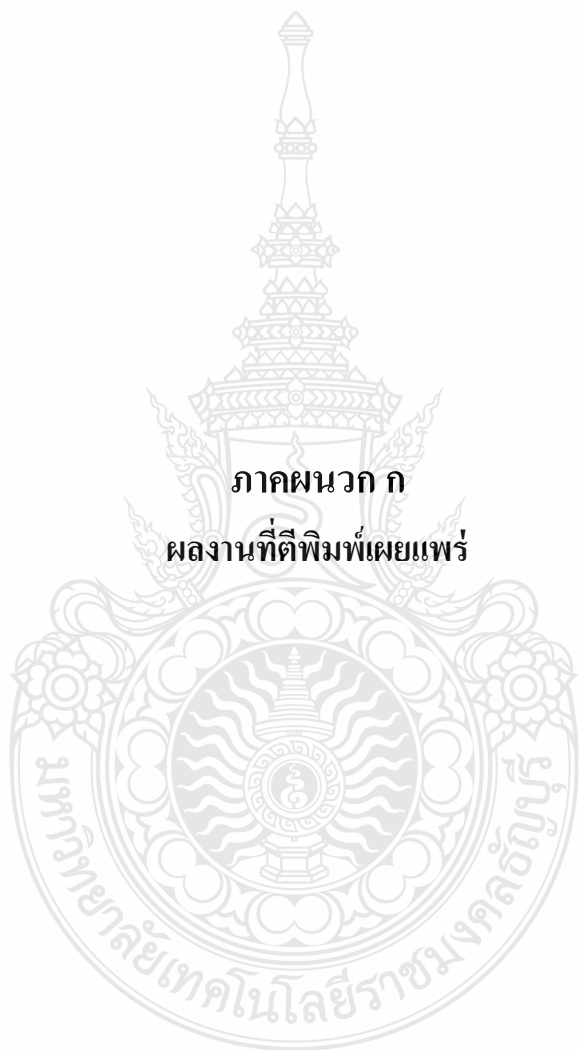 ภาคผนวก ก
ผลงานที่ตีพิมพ์เผยแพร่
มหาวิทยาลัยเทคโนโลยีราชมงคลธัญบุรี